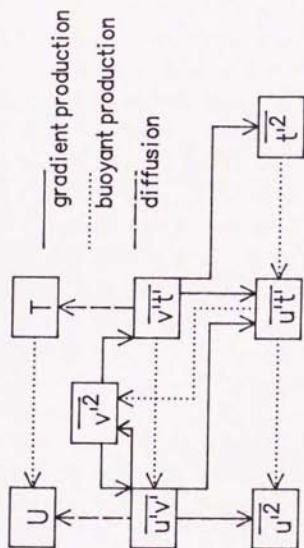 U
T
gradient production
buoyant production
diffusion
v'²
u'v'
v't'
u'²
u't'
t'²